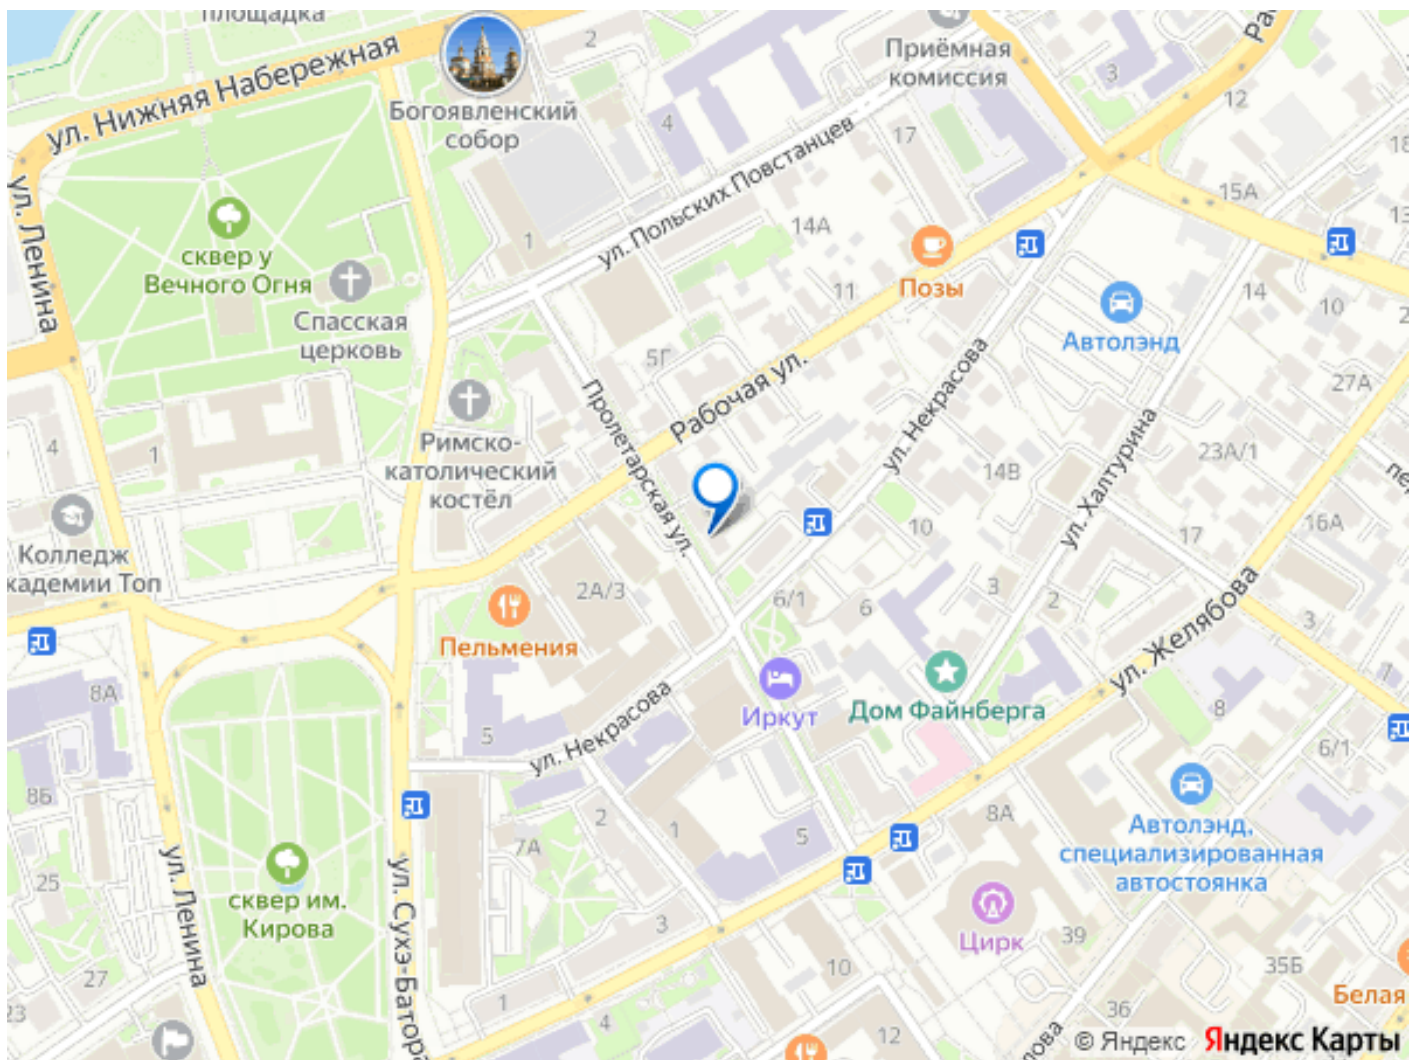 площадка
ул. Нижняя Набережная
2
Приёмная
комиссия
3
12
Богоявленский
собор
4
17
18
ул. Польских Повстанцев
15А
13
ул. Ленина
сквер у
Вечного Огня
1
14А
Позы
11
14
10
2
Спасская
церковь
Автолэнд
5Г
Рабочая ул.
ул. Некрасова
27А
Пролетарская ул.
4
1
Римско-
католический
костёл
14В
ул. Халтурина
23А/1
Колледж
кадемии Топ
10
17
16А
2А/3
6/1
6
3
2
3
ул. Желябова
Пельмения
8А
Иркут
Дом Файнберга
8
1
5
ул. Некрасова
6/1
8Б
2
1
5
8А
7А
Автолэнд,
специализированная
автостоянка
25
ул. Ленина
сквер им.
Кирова
ул. Сухэ-Батора
3
Цирк
39
27
10
35Б
Белая
23
1
4
12
36
лова
© Яндекс
Яндекс Карты